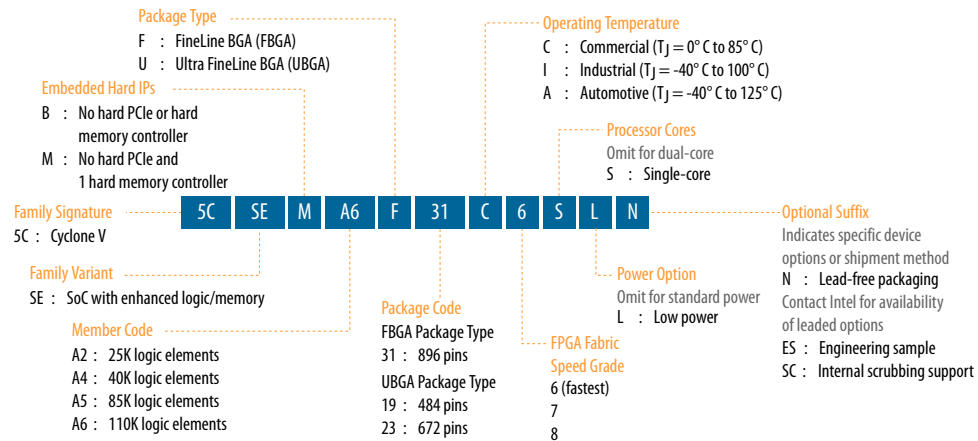 Package Type
F : FineLine BGA (FBGA)
U : Ultra FineLine BGA (UBGA)
Operating Temperature
C : Commercial (TJ = 0° C to 85° C)
I : Industrial (TJ = -40° C to 100° C)
A : Automotive (TJ = -40° C to 125° C)
Embedded Hard IPs
B : No hard PCIe or hard
memory controller
M : No hard PCIe and
1 hard memory controller
Processor Cores
Omit for dual-core
S : Single-core
5C SE M A6 F 31 C 6 S L N
Family Signature
5C : Cyclone V
Optional Suffix
Indicates specific device
options or shipment method
N : Lead-free packaging
Contact Intel for availability
of leaded options
ES : Engineering sample
SC : Internal scrubbing support
Family Variant
SE : SoC with enhanced logic/memory
Power Option
Omit for standard power
L : Low power
Member Code
A2 : 25K logic elements
A4 : 40K logic elements
A5 : 85K logic elements
A6 : 110K logic elements
Package Code
FBGA Package Type
31 : 896 pins
UBGA Package Type
19 : 484 pins
23 : 672 pins
FPGA Fabric
Speed Grade
6 (fastest)
7
8